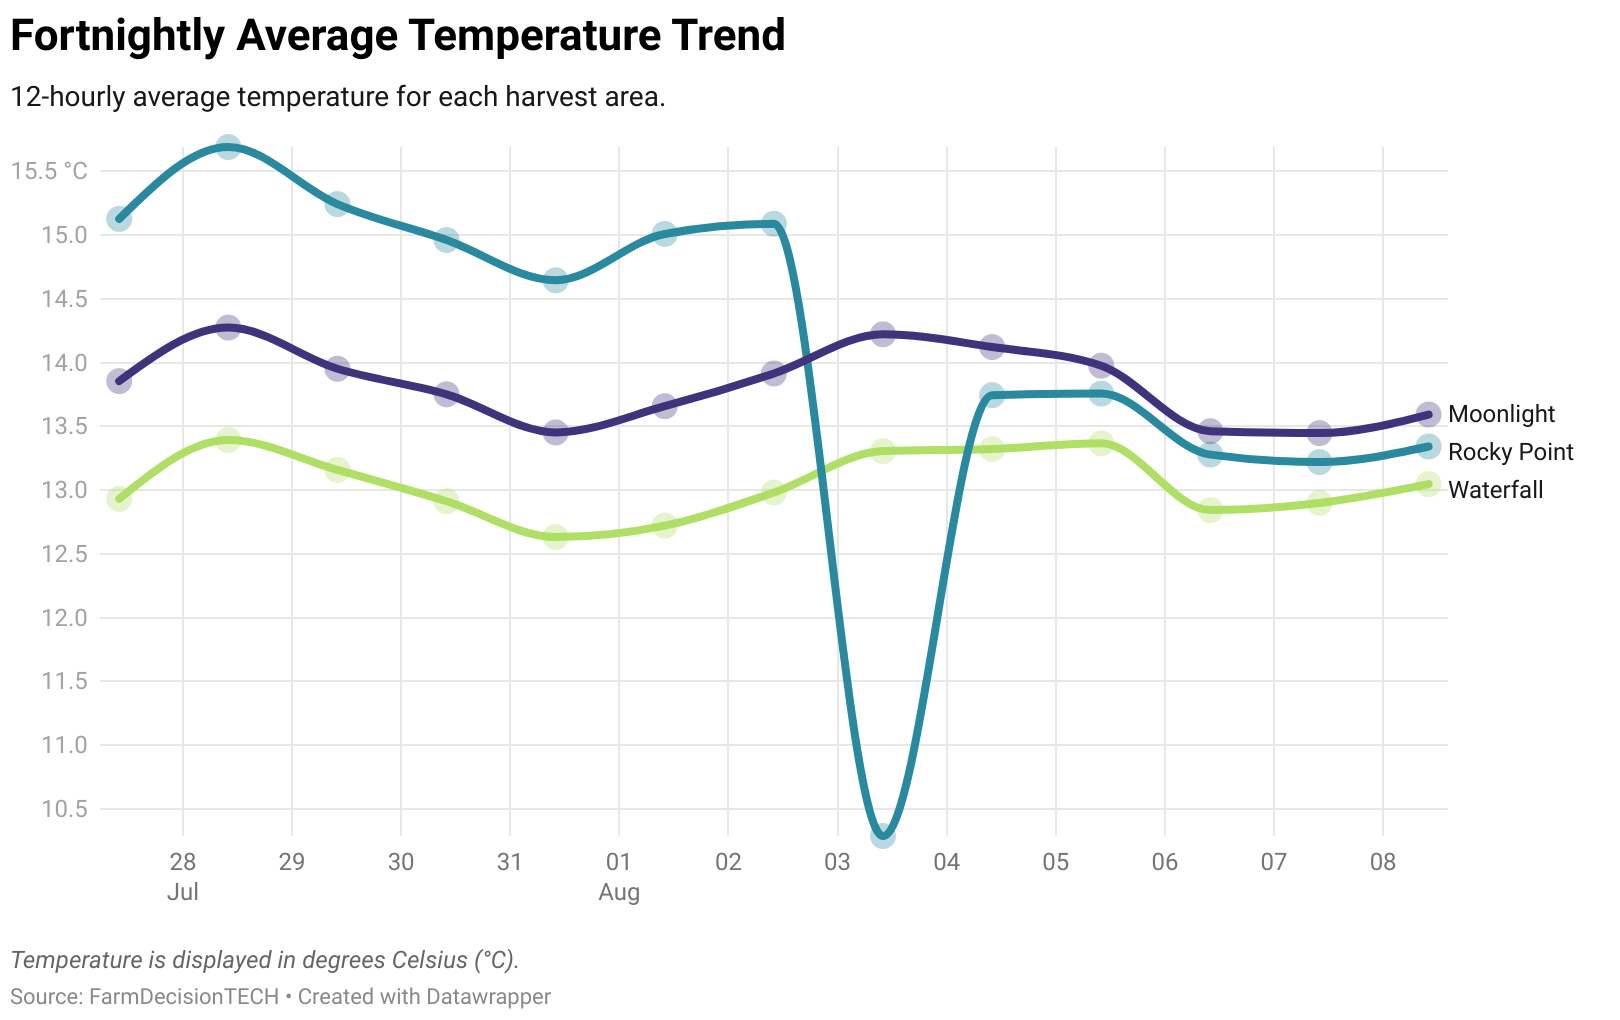 Fortnightly Average Temperature Trend
12-hourly average temperature for each harvest area.
15.5 °C
15.0
14.5
14.0
13.5
13.0
12.5
12.0
11.5
11.0
10.5
Moonlight
Rocky Point
Waterfall
28 29 30 31 01 02 03 04 05 06 07 08
Jul Aug
Temperature is displayed in degrees Celsius (°C).
Source: FarmDecisionTECH • Created with Datawrapper